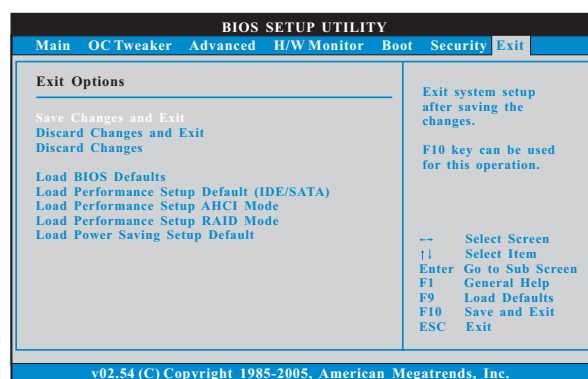 BIOS SETUP UTILITY
Main OC Tweaker Advanced H/W Monitor Boot Security Exit
Exit Options
Save Changes and Exit
Discard Changes and Exit
Discard Changes
Load BIOS Defaults
Load Performance Setup Default (IDE/SATA)
Load Performance Setup AHCI Mode
Load Performance Setup RAID Mode
Load Power Saving Setup Default
Exit system setup
after saving the
changes.
F10 key can be used
for this operation.
←→ Select Screen
↑↓ Select Item
Enter Go to Sub Screen
F1 General Help
F9 Load Defaults
F10 Save and Exit
ESC Exit
v02.54 (C) Copyright 1985-2005, American Megatrends, Inc.